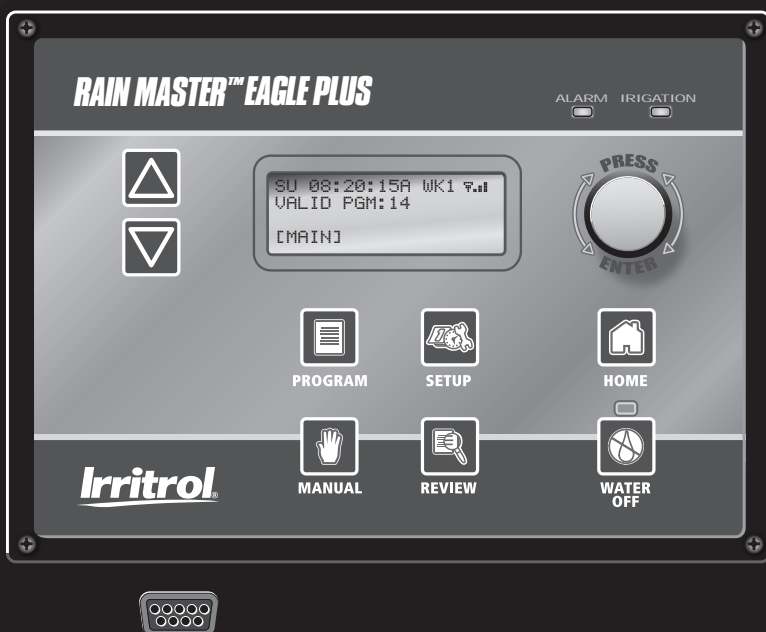 RAIN MASTER™ EAGLE PLUS
ALARM IRIGATION
SU 08:20:15A WK1
VALID PGM:14
[MAIN]
PRESS
ENTER
PROGRAM
SETUP
HOME
MANUAL
REVIEW
WATER
OFF
Irritrol®